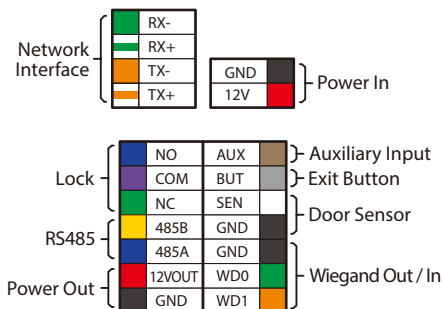 Network
Interface
RX-
RX+
TX-
TX+
GND
12V
Power In
Lock
RS485
Power Out
NO AUX
COM BUT
NC SEN
485B GND
485A GND
12VOUT WD0
GND WD1
Auxiliary Input
Exit Button
Door Sensor
Wiegand Out / In